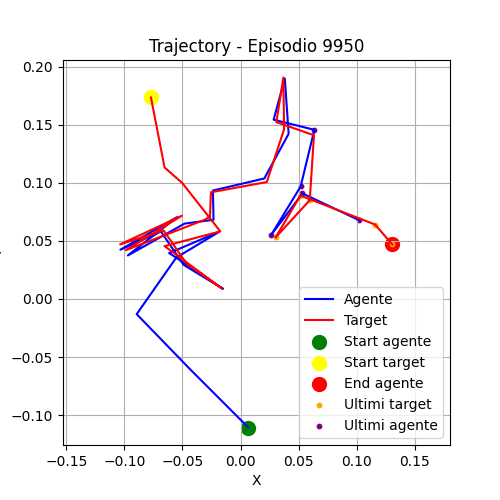 Trajectory - Episodio 9950
0.20
0.15
0.10
0.05
0.00
−0.05
−0.10
−0.15
−0.10
−0.05
0.00
0.05
0.10
0.15
X
Agente
Target
Start agente
Start target
End agente
Ultimi target
Ultimi agente